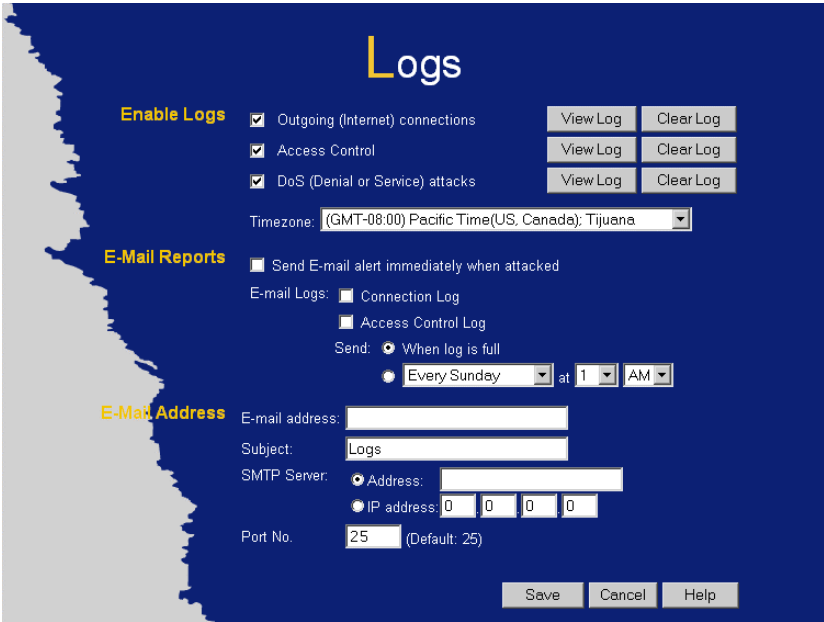 Logs
Enable Logs
Outgoing (Internet) connections View Log Clear Log
Access Control View Log Clear Log
DoS (Denial or Service) attacks View Log Clear Log
Timezone: (GMT-08:00) Pacific Time(US, Canada); Tijuana
E-Mail Reports
Send E-mail alert immediately when attacked
E-mail Logs: Connection Log
Access Control Log
Send: When log is full
Every Sunday at 1 AM
E-Mail Address
E-mail address:
Subject: Logs
SMTP Server: Address:
IP address: 0 . 0 . 0 . 0
Port No. 25 (Default: 25)
Save Cancel Help